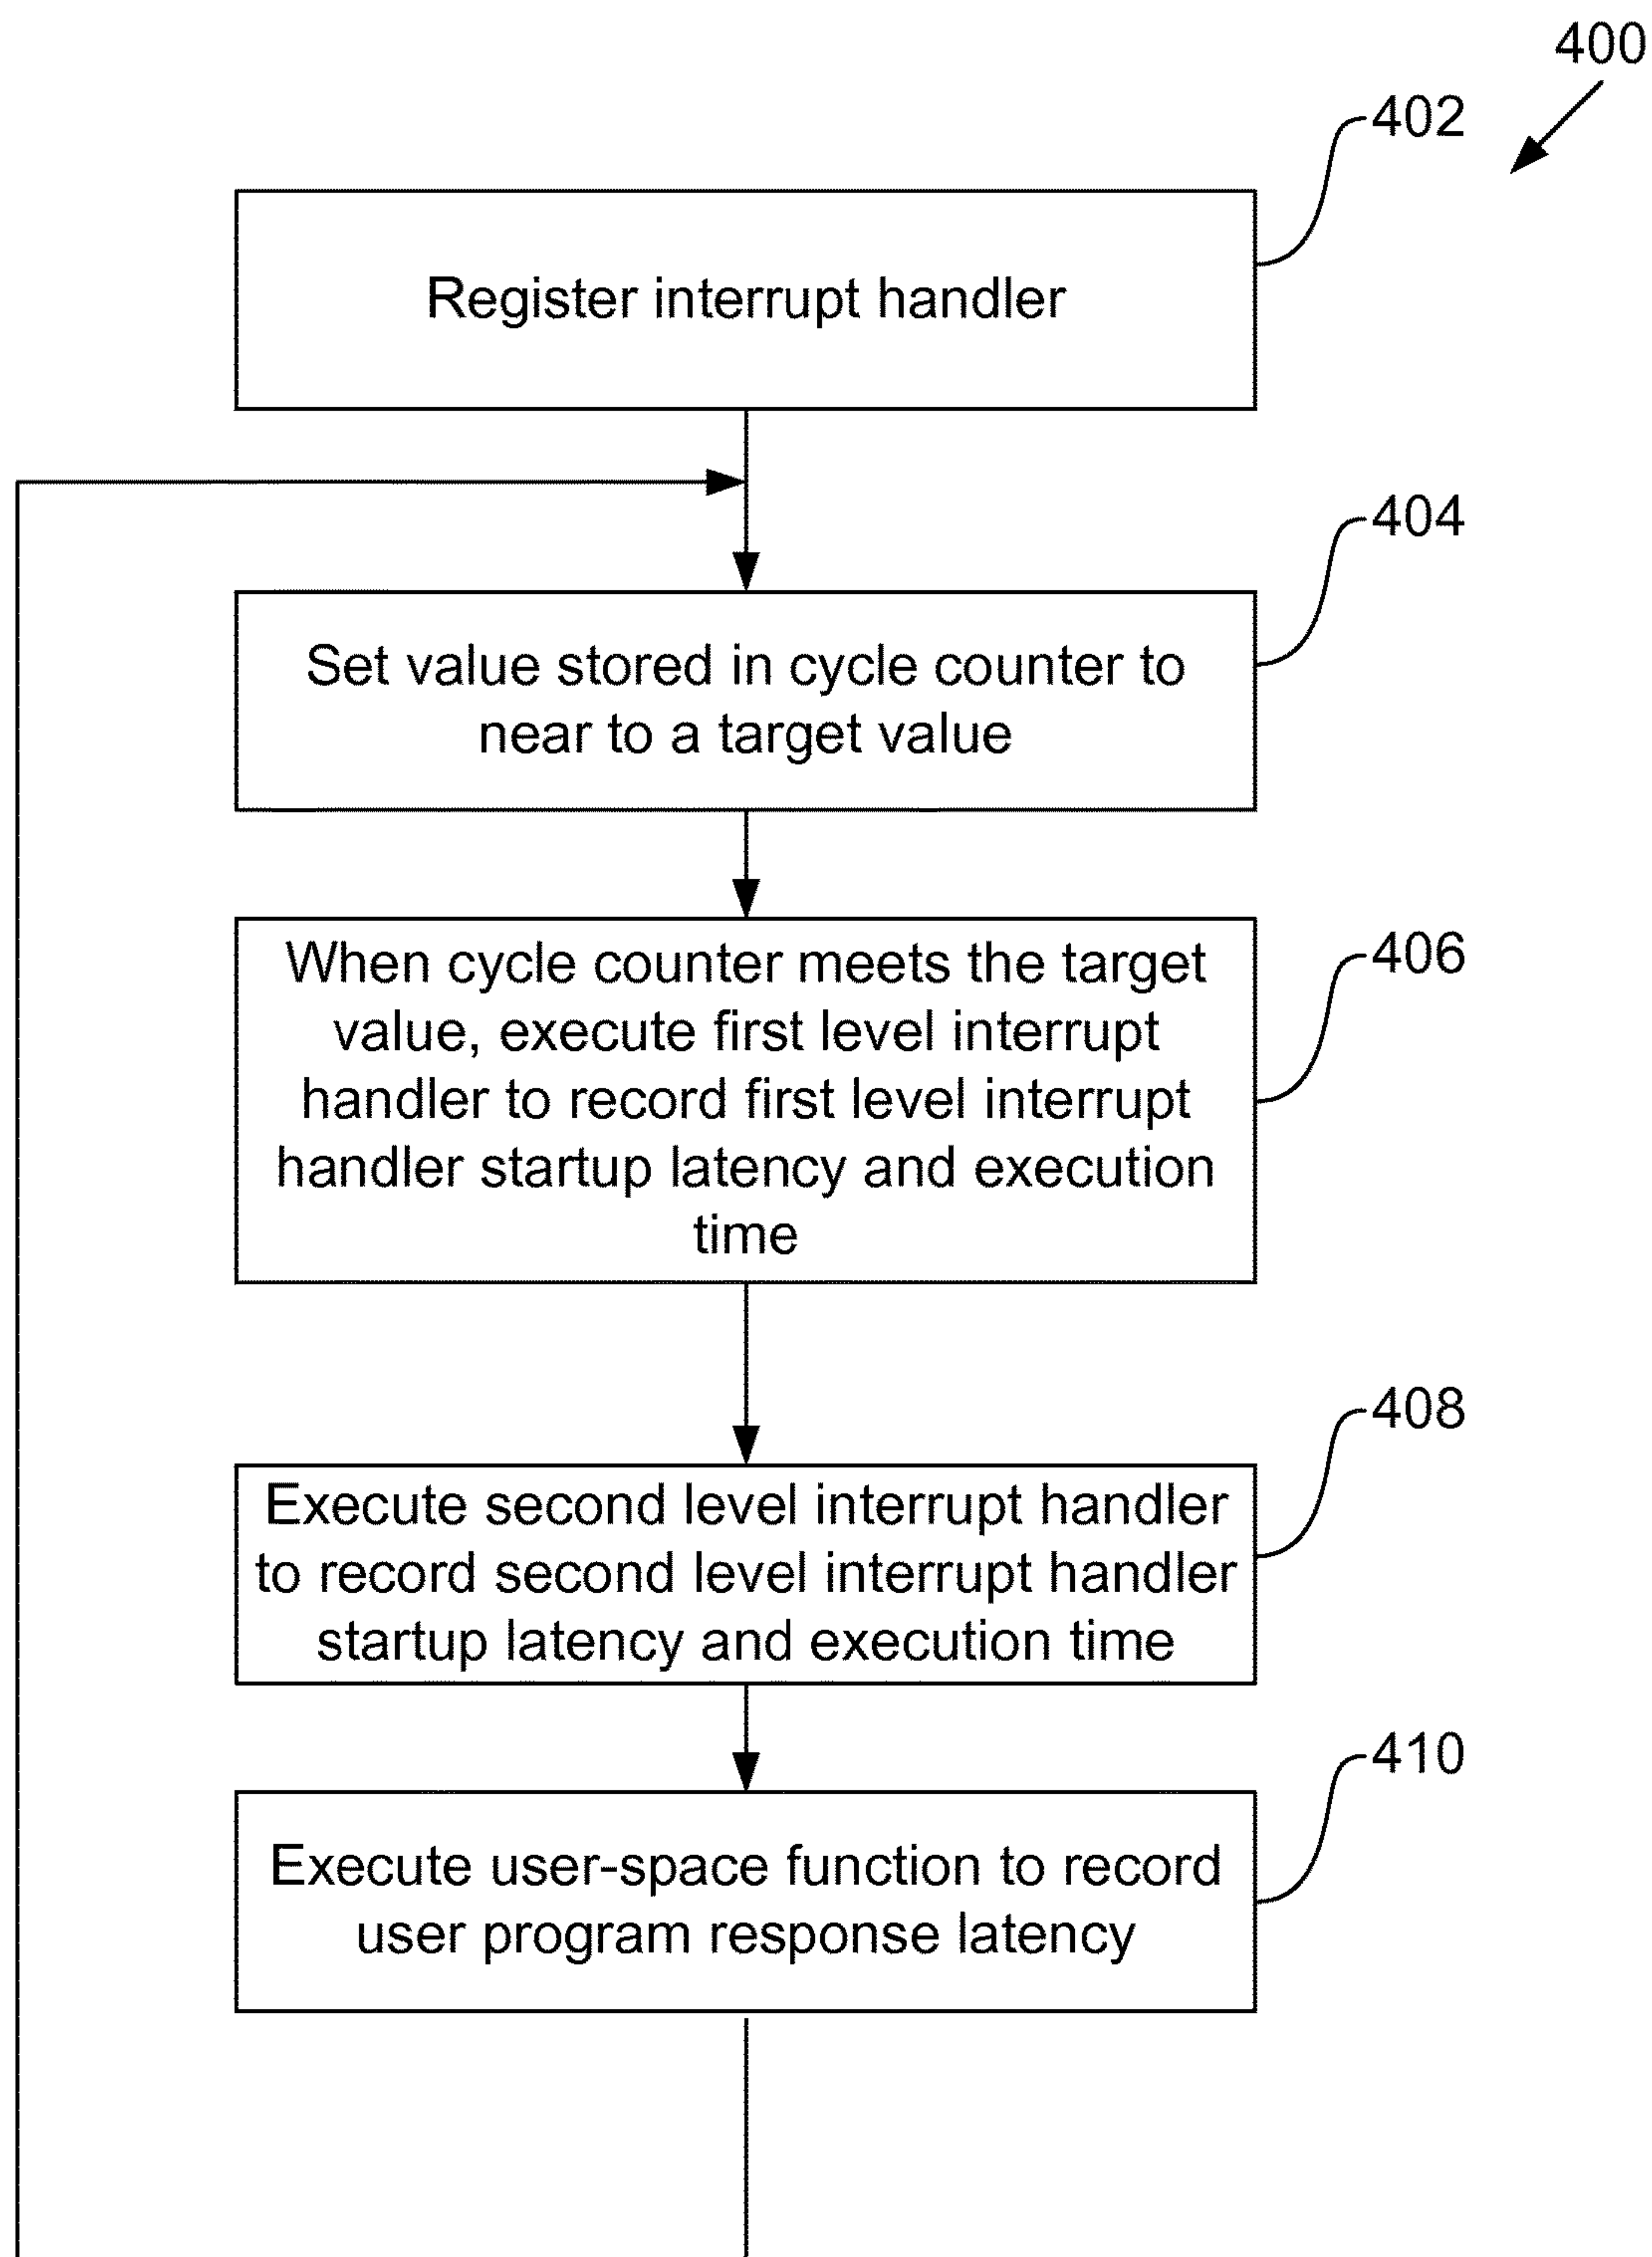 400
402
Register interrupt handler
404
Set value stored in cycle counter to
near to a target value
406
When cycle counter meets the target
value, execute first level interrupt
handler to record first level interrupt
handler startup latency and execution
time
408
Execute second level interrupt handler
to record second level interrupt handler
startup latency and execution time
410
Execute user-space function to record
user program response latency